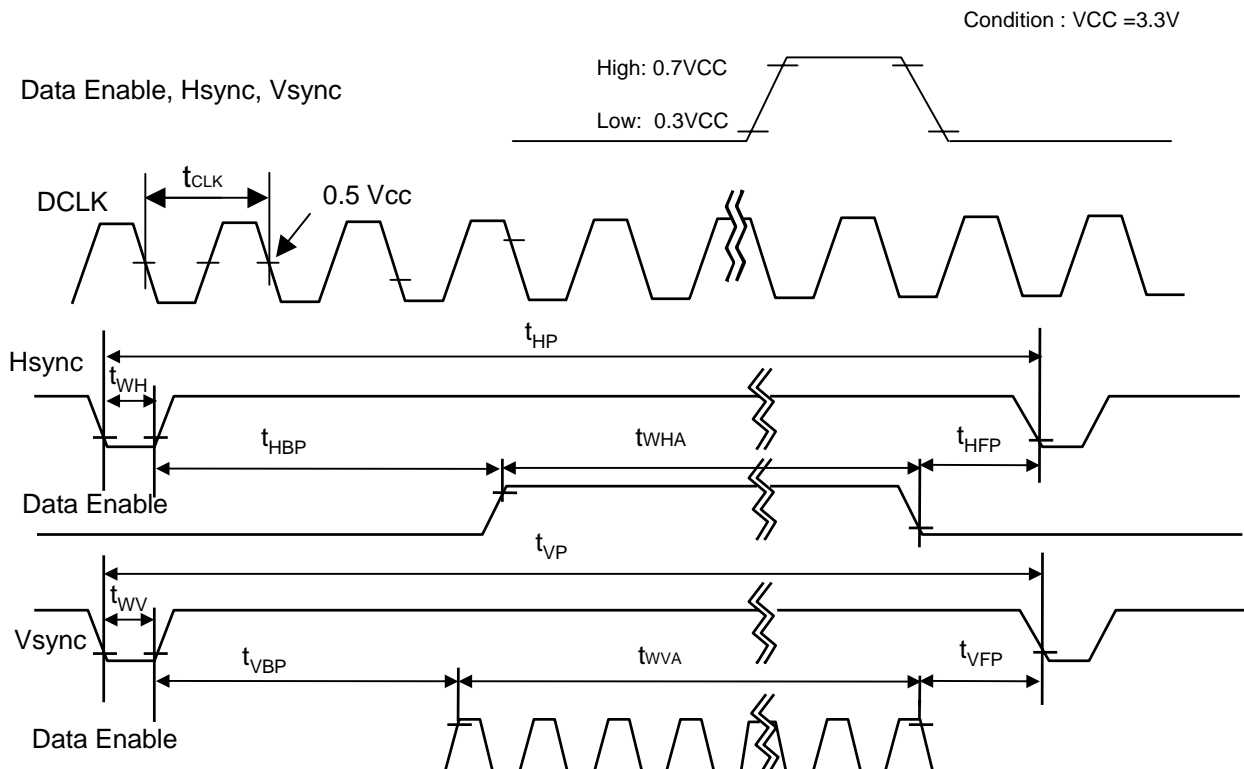 Condition : VCC =3.3V
High: 0.7VCC
Data Enable, Hsync, Vsync
Low: 0.3VCC
tCLK
DCLK
0.5 Vcc
tHP
Hsync
tWH
tHBP
tWHA
tHFP
Data Enable
tVP
tWV
Vsync
tVBP
tWVA
tVFP
Data Enable